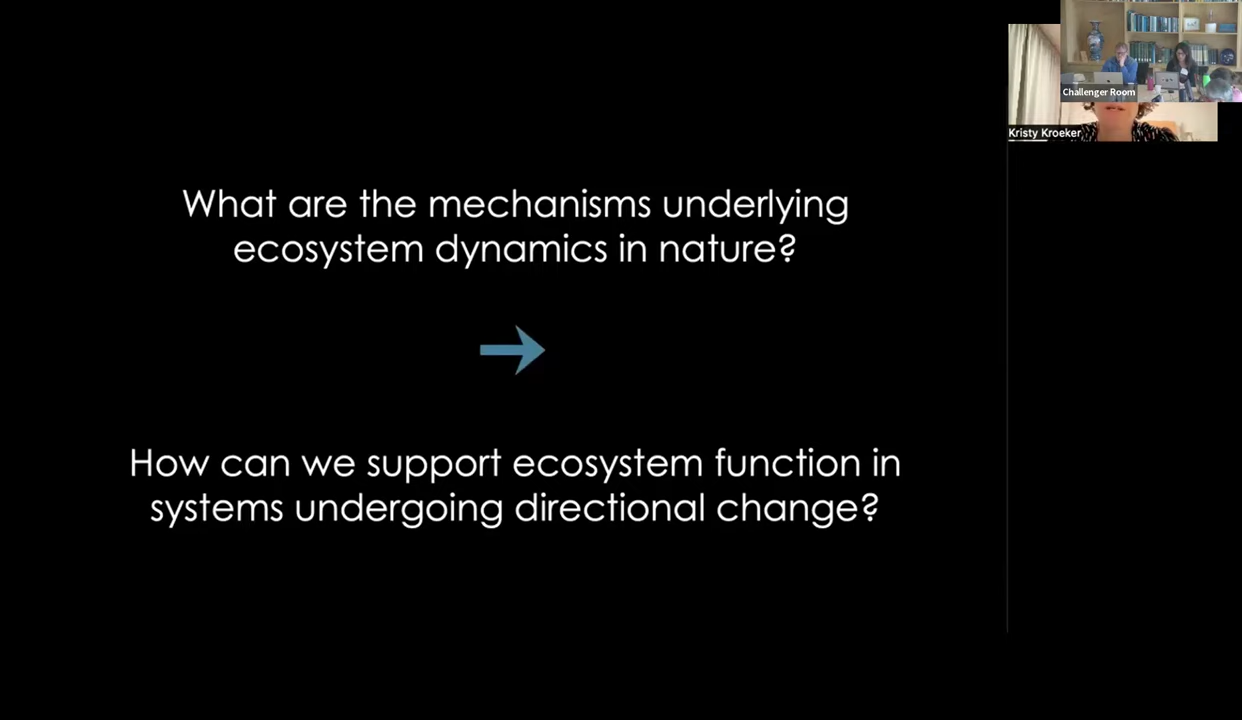 What are the mechanisms underlying
ecosystem dynamics in nature?
How can we support ecosystem function in
systems undergoing directional change?
Challenger Room
Kristy Kroeker